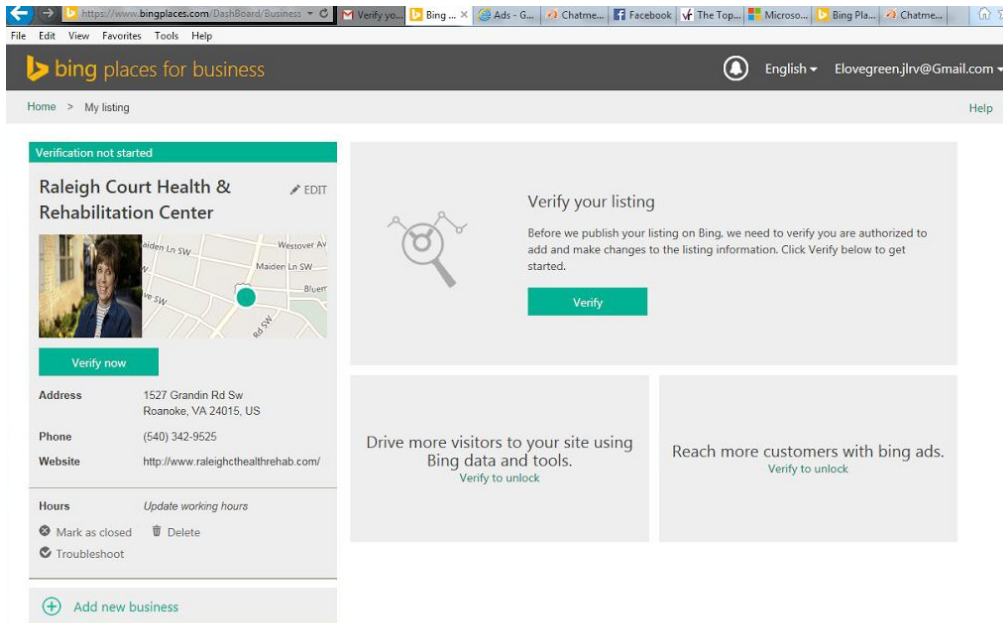 https://www.bingplaces.com/DashBoard/Business
Verify yo...
Bing ...
Ads - G...
Chatme...
Facebook
The Top...
Microso...
Bing Pla...
Chatme...
File Edit View Favorites Tools Help
bing places for business
English
Elovegreen.jlrv@Gmail.com
Home > My listing
Help
Verification not started
Raleigh Court Health &
Rehabilitation Center
EDIT
aiden Ln SW
Westover AV
Maiden Ln SW
Bluem
ve SW
Rd SW
Verify now
Address
1527 Grandin Rd Sw
Roanoke, VA 24015, US
Phone
(540) 342-9525
Website
http://www.raleighcthealthrehab.com/
Hours
Update working hours
Mark as closed
Delete
Troubleshoot
Add new business
Verify your listing
Before we publish your listing on Bing, we need to verify you are authorized to
add and make changes to the listing information. Click Verify below to get
started.
Verify
Drive more visitors to your site using
Bing data and tools.
Verify to unlock
Reach more customers with bing ads.
Verify to unlock